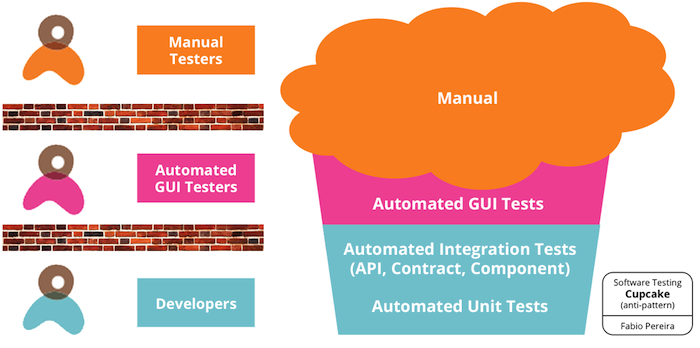 Manual
Testers
Automated
GUI Testers
Developers
Manual
Automated GUI Tests
Automated Integration Tests
(API, Contract, Component)
Automated Unit Tests
Software Testing
Cupcake
(anti-pattern)
Fabio Pereira